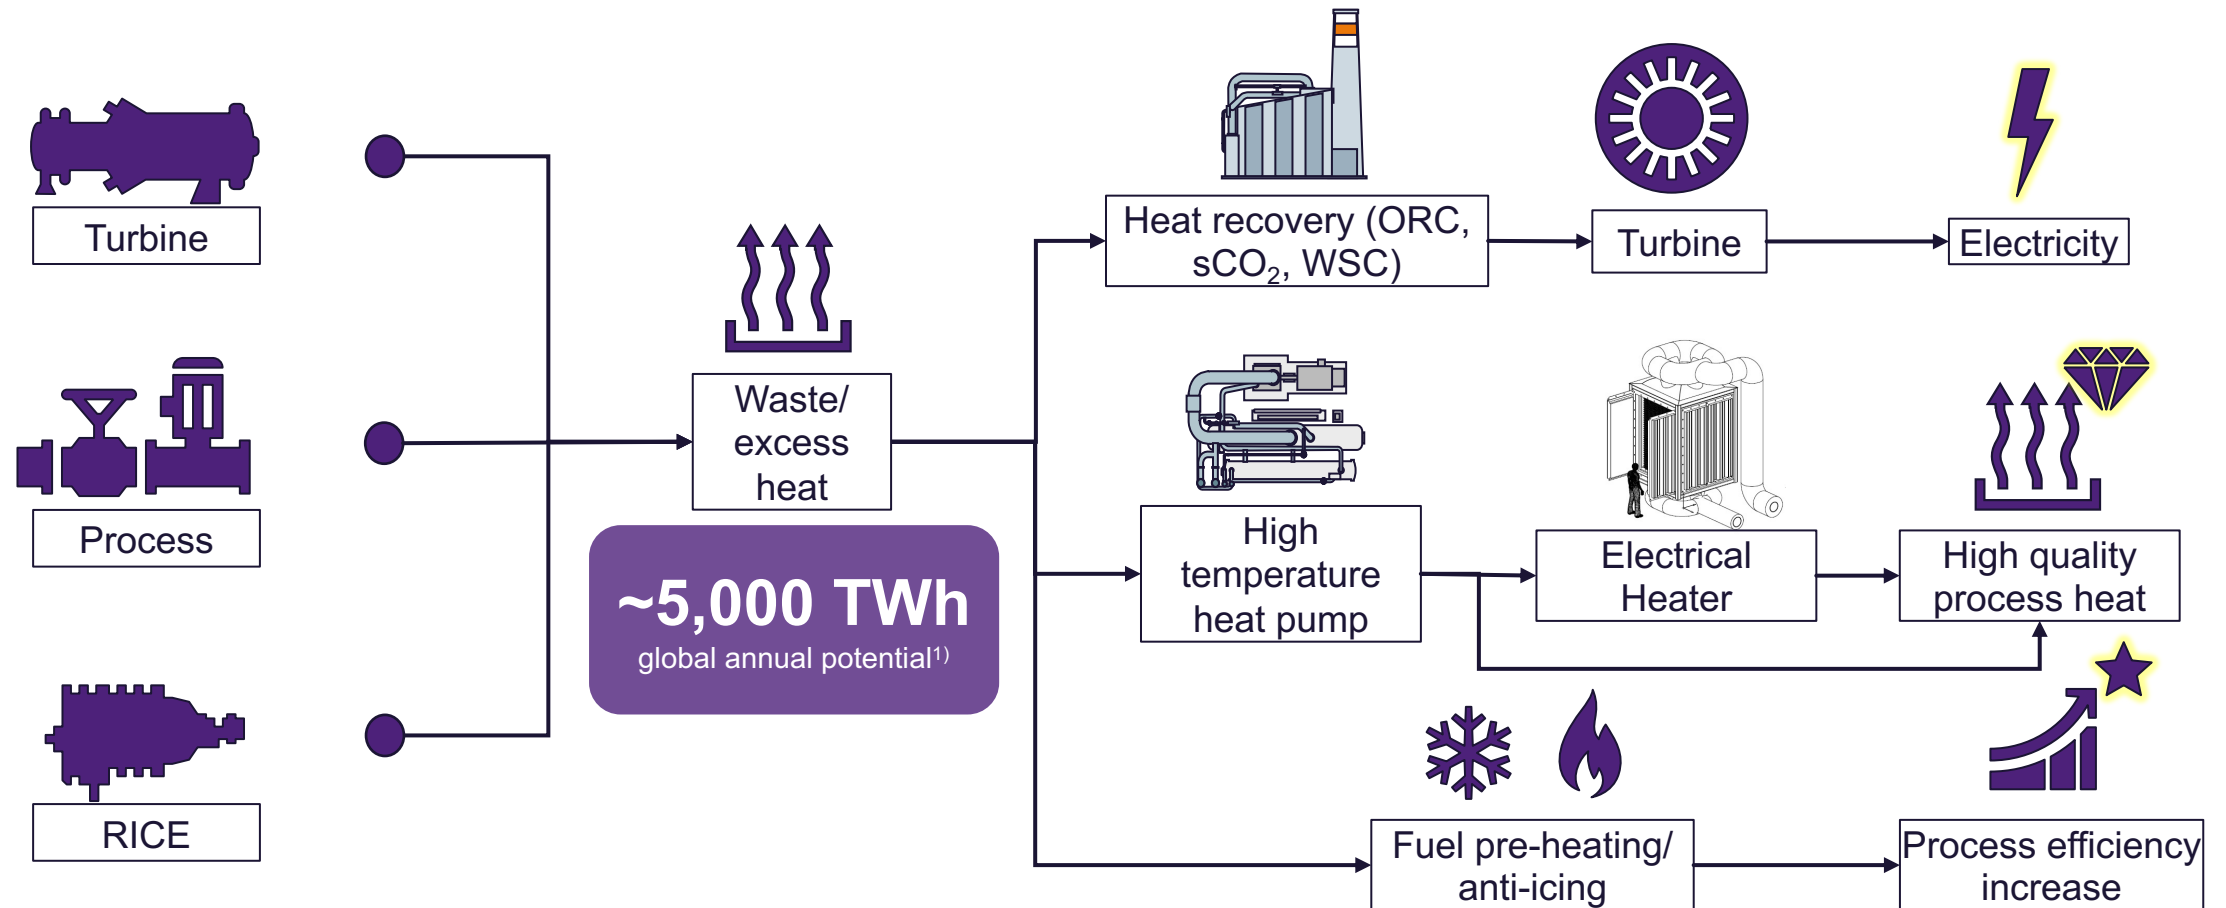 Turbine
Process
RICE
Waste/
excess
heat
~5,000 TWh
global annual potential¹⁾
Heat recovery (ORC,
sCO₂, WSC)
Turbine
Electricity
High
temperature
heat pump
Electrical
Heater
High quality
process heat
Fuel pre-heating/
anti-icing
Process efficiency
increase